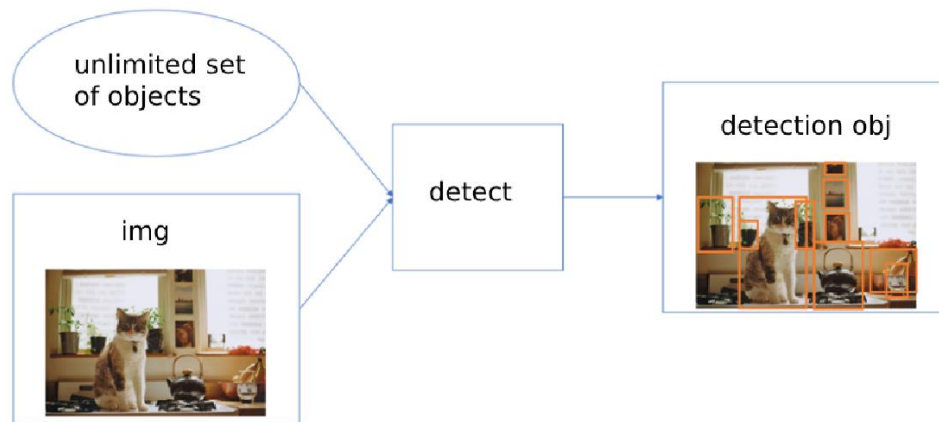 unlimited set
of objects
img
detect
detection obj